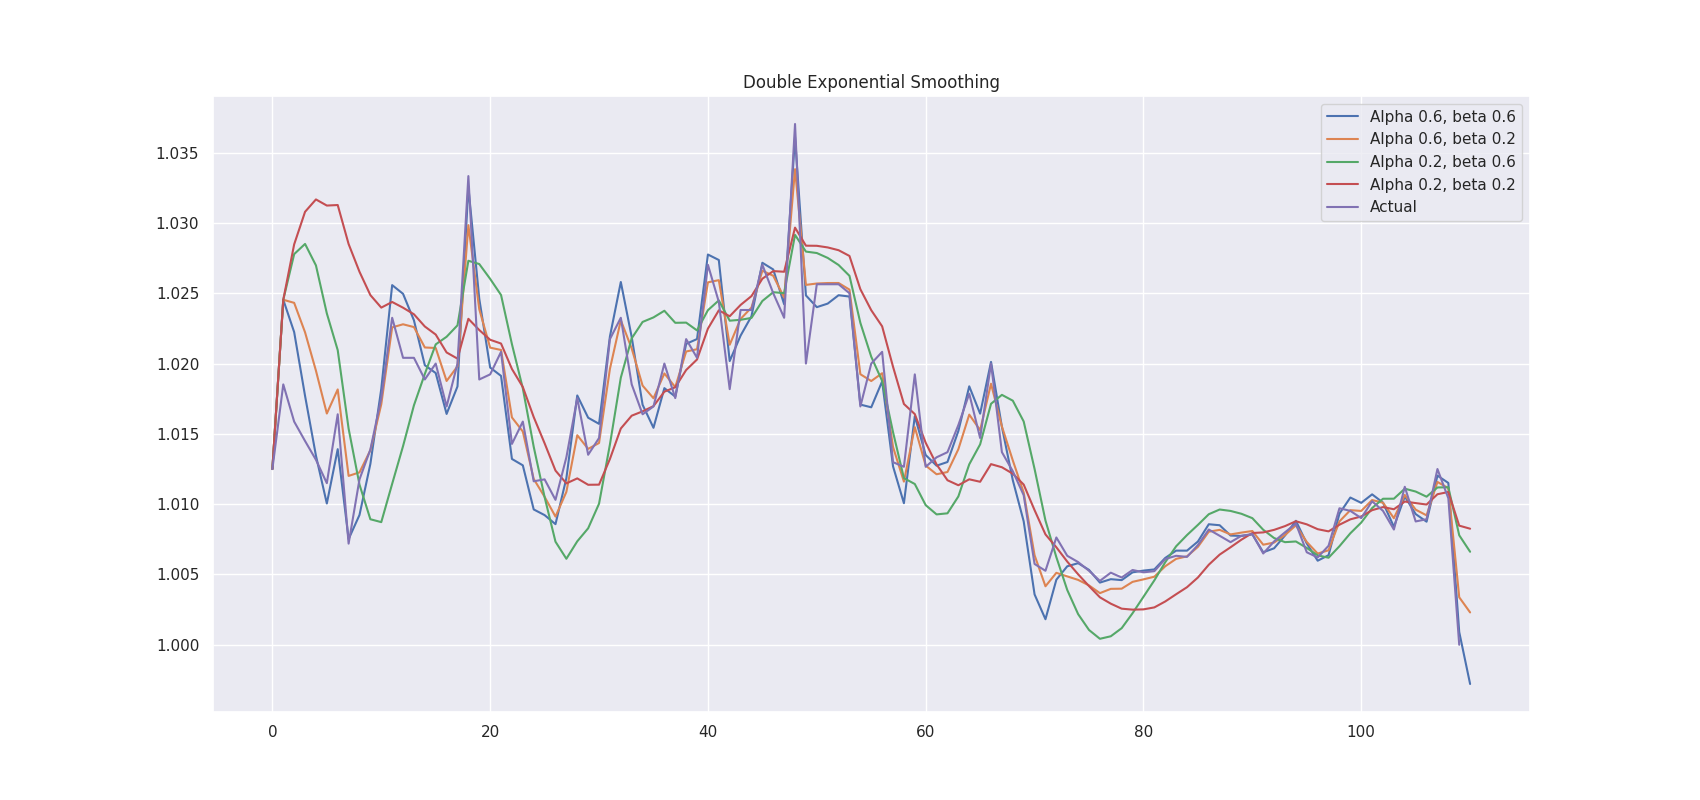 Double Exponential Smoothing
Alpha 0.6, beta 0.6
Alpha 0.6, beta 0.2
Alpha 0.2, beta 0.6
Alpha 0.2, beta 0.2
Actual
1.035
1.030
1.025
1.020
1.015
1.010
1.005
1.000
0 20 40 60 80 100